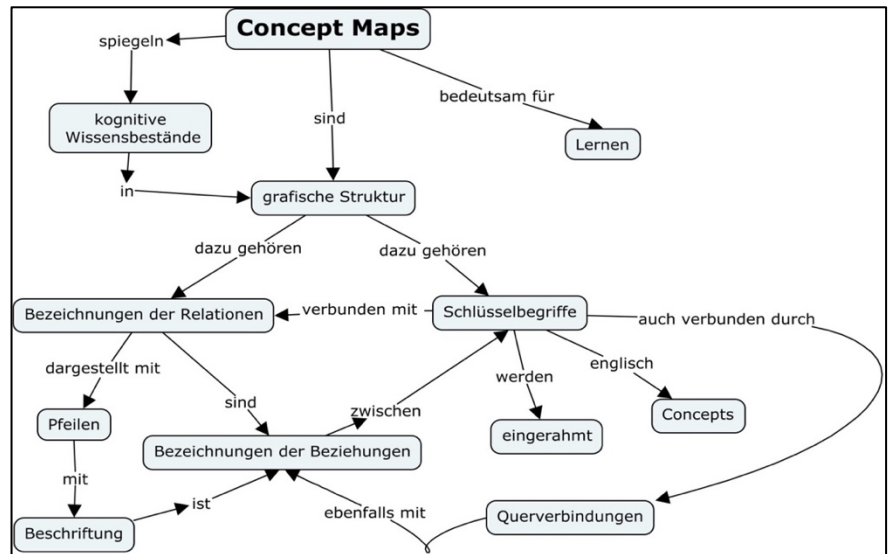 Concept Maps
spiegeln
bedeutsam für
kognitive
Wissensbestände
sind
Lernen
in
grafische Struktur
dazu gehören
dazu gehören
Bezeichnungen der Relationen
verbunden mit
Schlüsselbegriffe
auch verbunden durch
dargestellt mit
werden
englisch
sind
zwischen
Pfeilen
Concepts
eingerahmt
Bezeichnungen der Beziehungen
mit
ist
ebenfalls mit
Querverbindungen
Beschriftung